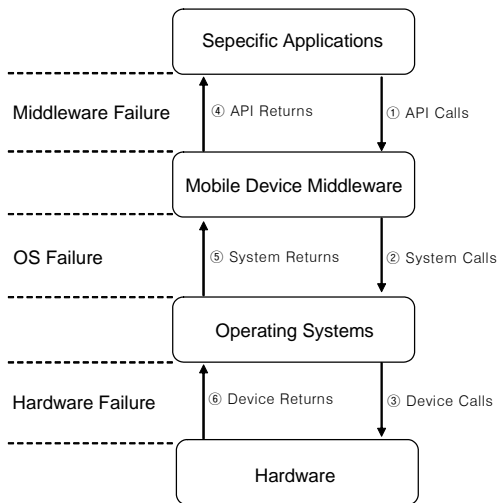 Sepecific Applications
Middleware Failure
④ API Returns
① API Calls
Mobile Device Middleware
OS Failure
⑤ System Returns
② System Calls
Operating Systems
Hardware Failure
⑥ Device Returns
③ Device Calls
Hardware